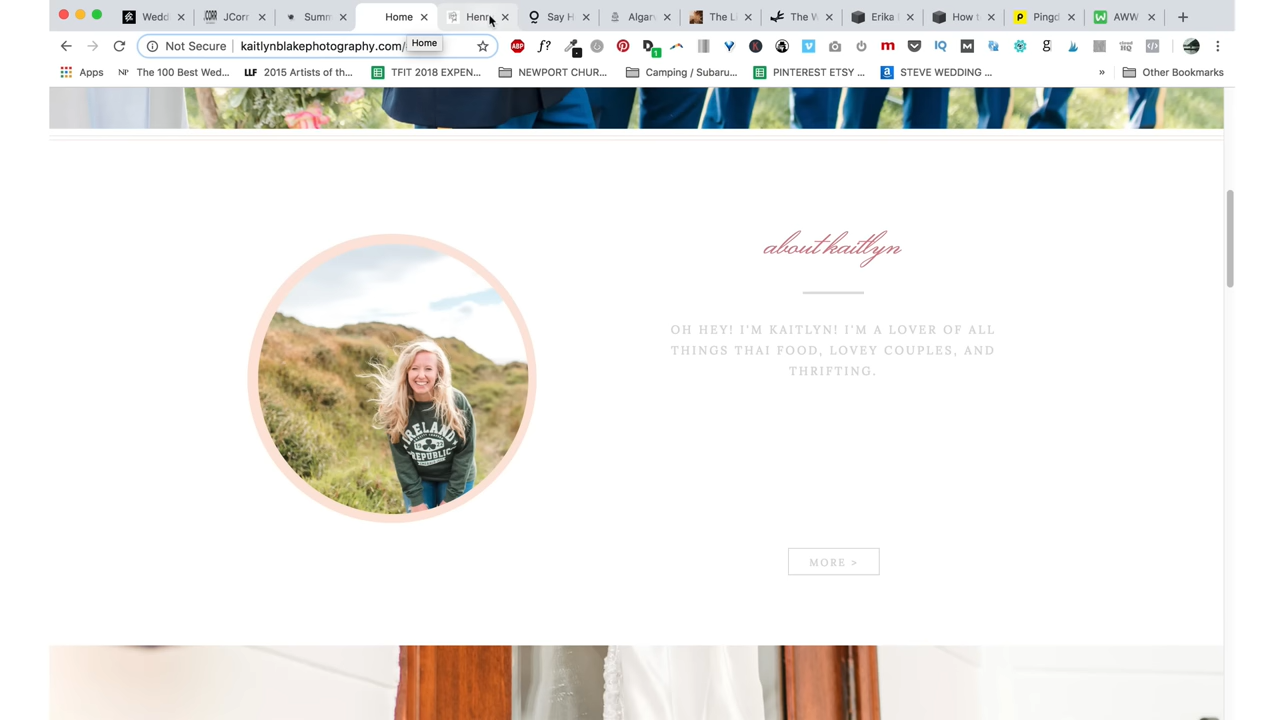 Wedd JCorr Summ Home Henr Say H Algarv The Li The W Erika How t Pingd AWW
Not Secure kaitlynblakephotography.com/ Home
Apps The 100 Best Wed... LLF 2015 Artists of th... TFIT 2018 EXPEN... NEWPORT CHUR... Camping / Subaru... PINTEREST ETSY ... STEVE WEDDING ... » Other Bookmarks
about kaitlyn
OH HEY! I'M KAITLYN! I'M A LOVER OF ALL
THINGS THAI FOOD, LOVEY COUPLES, AND
THRIFTING.
IRELAND
REPUBLIC
MORE >